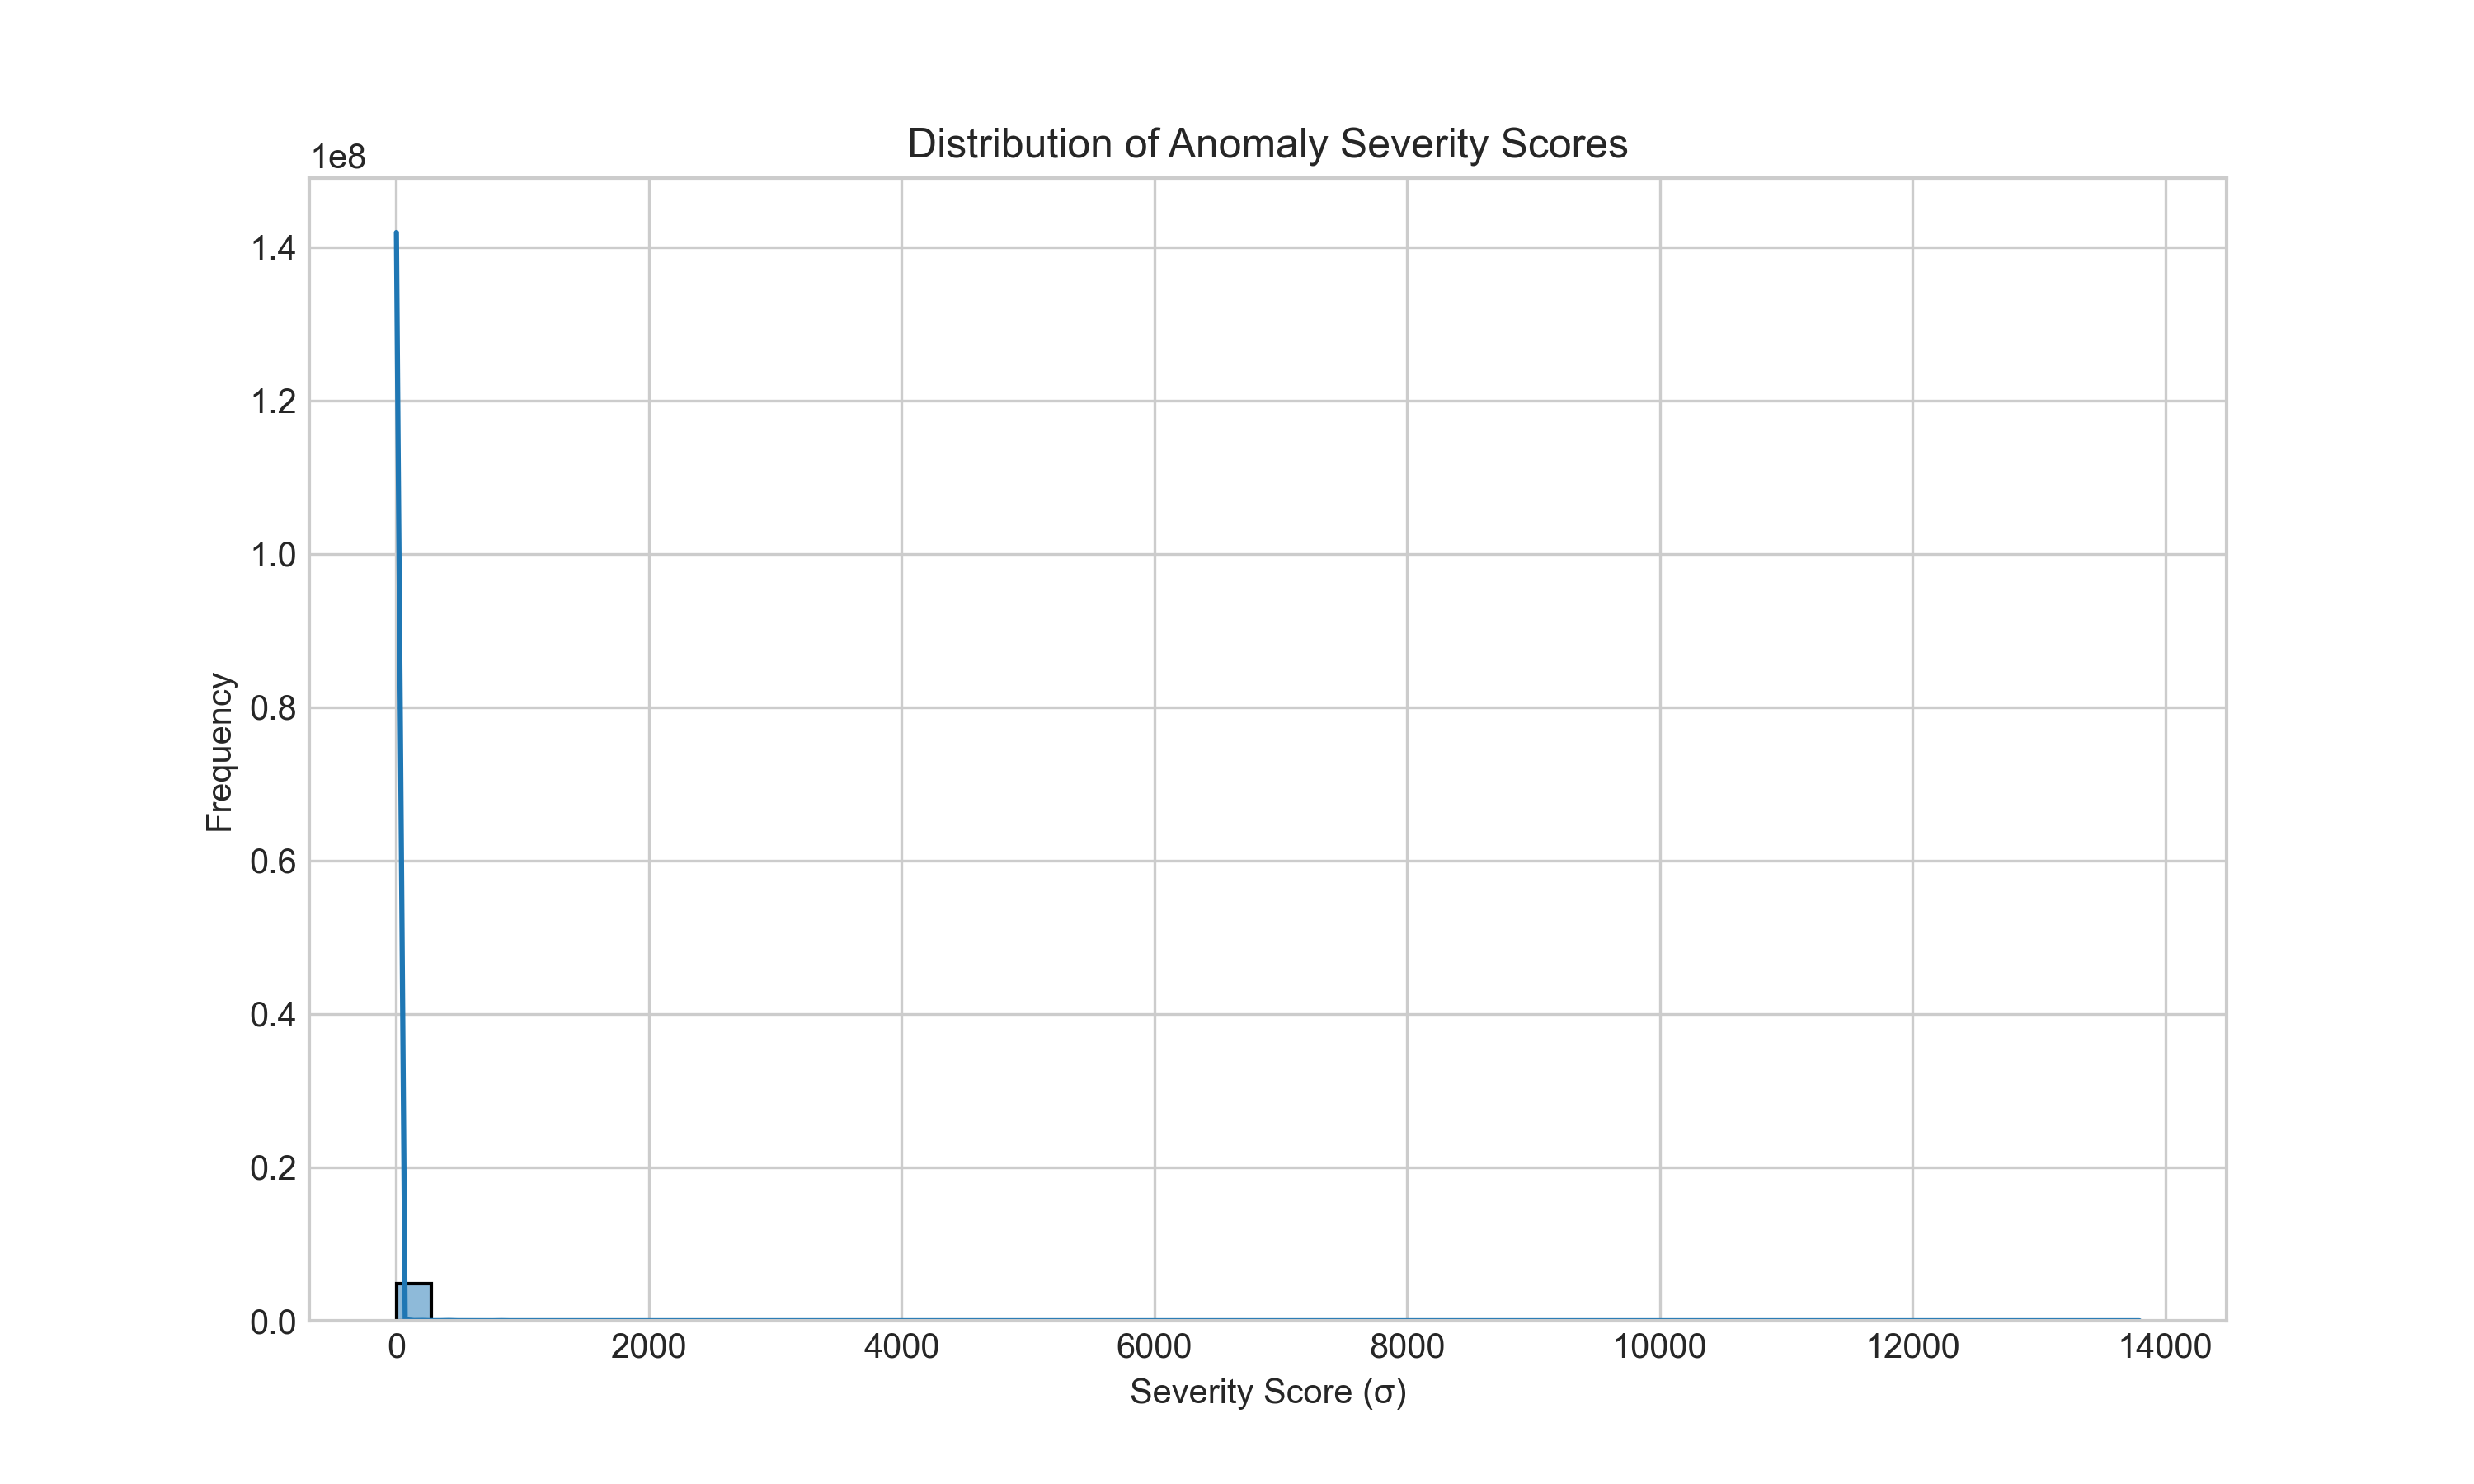 Distribution of Anomaly Severity Scores
1e8
1.4
1.2
1.0
0.8
0.6
0.4
0.2
0.0
Frequency
0 2000 4000 6000 8000 10000 12000 14000
Severity Score (σ)